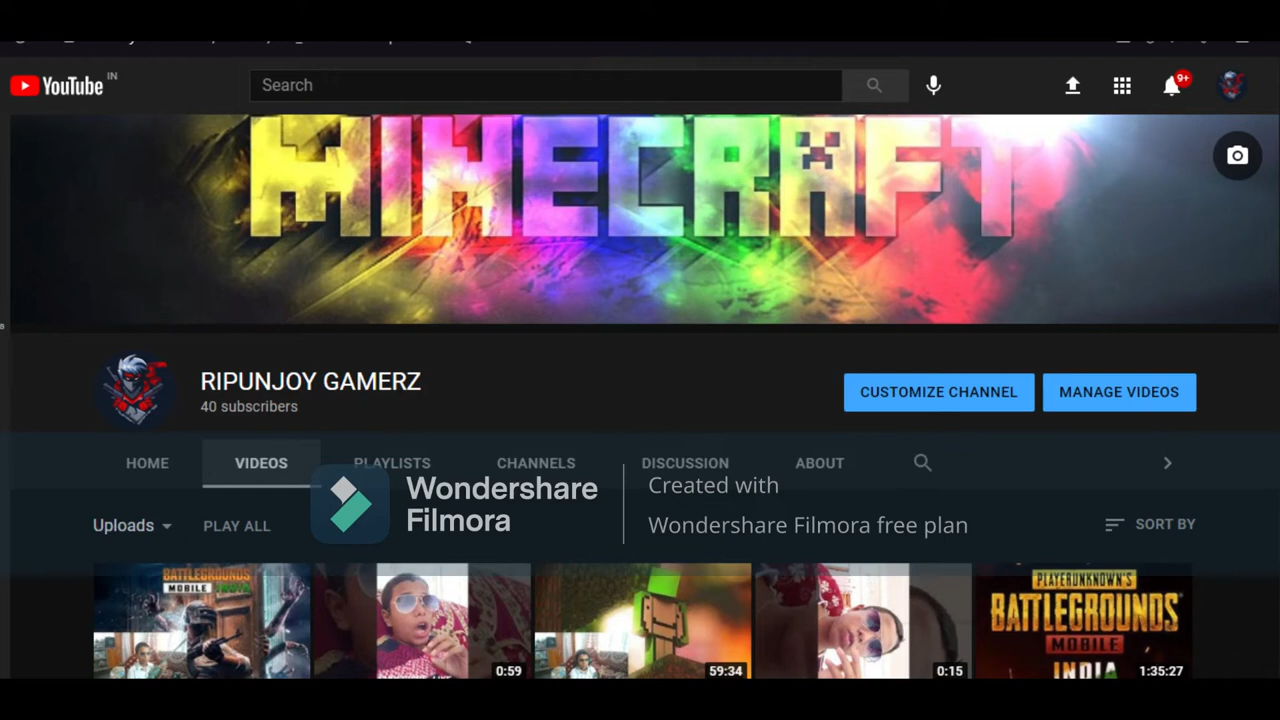 YouTube IN
Search
9+
MINECRAFT
RIPUNJOY GAMERZ
40 subscribers
CUSTOMIZE CHANNEL
MANAGE VIDEOS
HOME
VIDEOS
PLAYLISTS
CHANNELS
DISCUSSION
ABOUT
Wondershare
Filmora
Created with
Wondershare Filmora free plan
Uploads
PLAY ALL
SORT BY
BATTLEGROUNDS
MOBILE INDIA
0:59
59:34
0:15
PLAYERUNKNOWN'S
BATTLEGROUNDS
MOBILE
INDIA
1:35:27